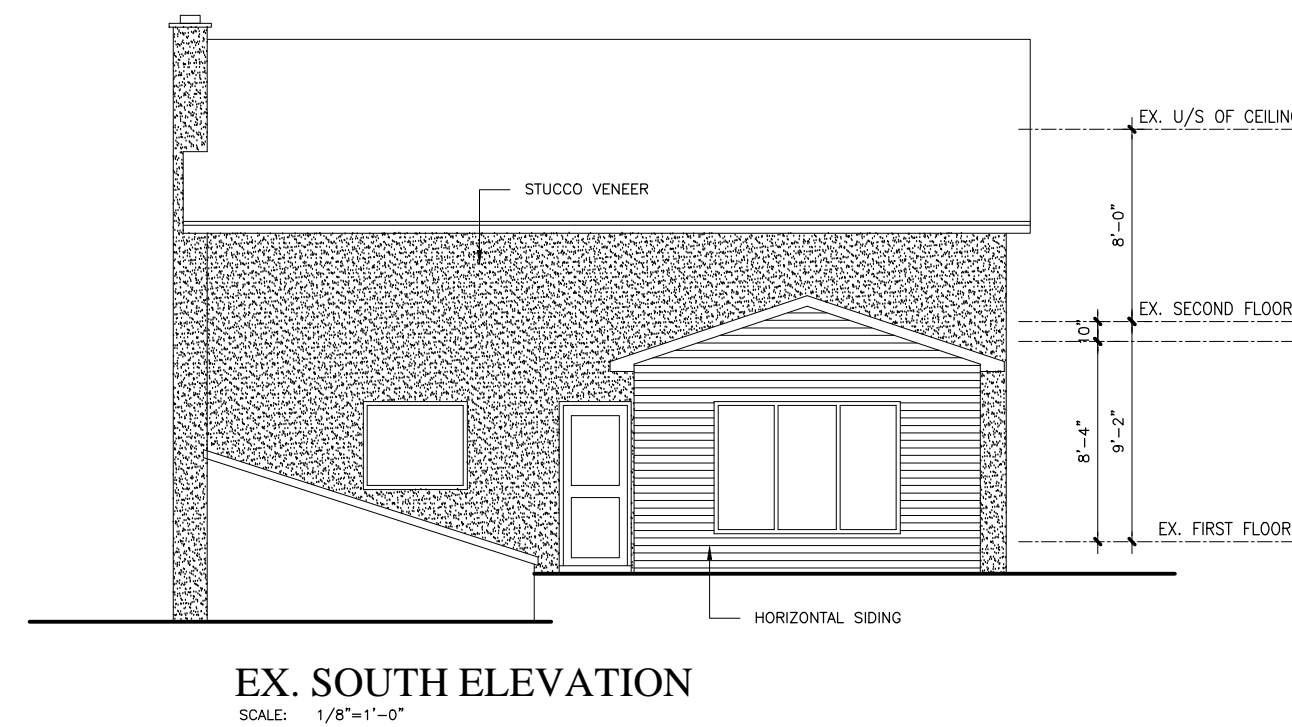 EX. U/S OF CEILING
STUCCO VENEER
8'-0"
EX. SECOND FLOOR
10"
8'-4"
9'-2"
EX. FIRST FLOOR
HORIZONTAL SIDING
EX. SOUTH ELEVATION
SCALE: 1/8"=1'-0"